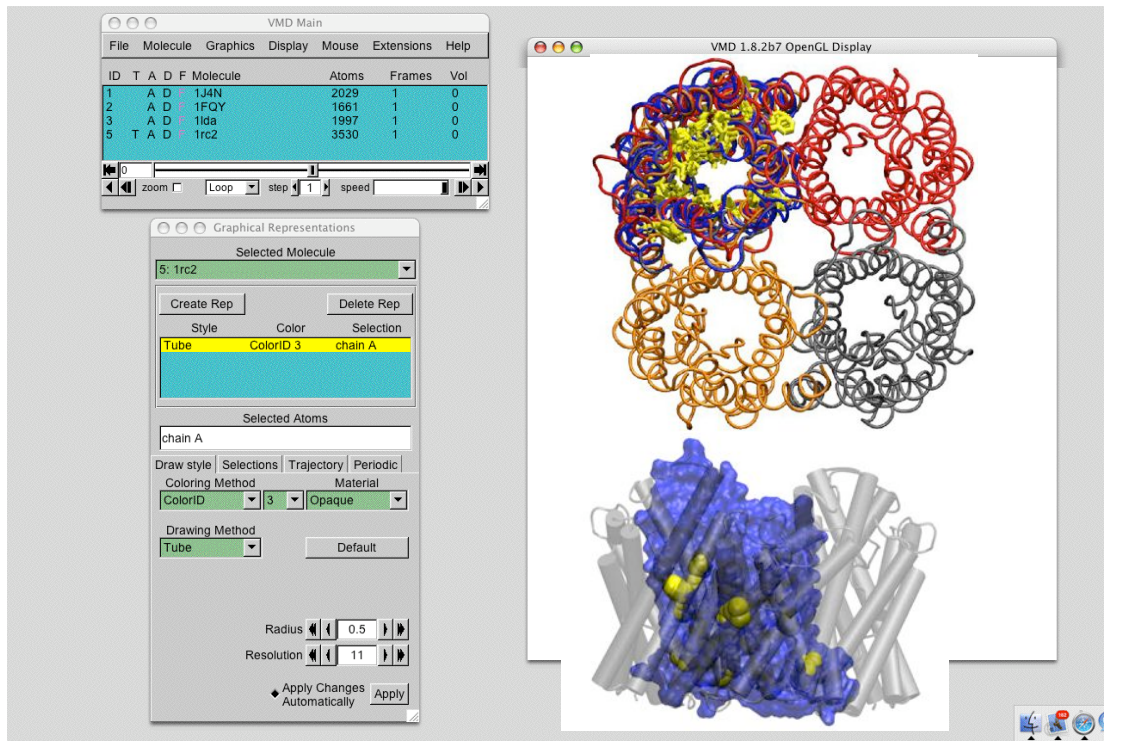 VMD Main
File Molecule Graphics Display Mouse Extensions Help
ID T A D F Molecule Atoms Frames Vol
1 A D F 1J4N 2029 1 0
2 A D F 1FQY 1661 1 0
3 A D F 1lda 1997 1 0
5 T A D F 1rc2 3530 1 0
0
zoom Loop step 1 speed
Graphical Representations
Selected Molecule
5: 1rc2
Create Rep Delete Rep
Style Color Selection
Tube ColorID 3 chain A
Selected Atoms
chain A
Draw style Selections Trajectory Periodic
Coloring Method Material
ColorID 3 Opaque
Drawing Method
Tube Default
Radius 0.5
Resolution 11
Apply Changes
Automatically Apply
VMD 1.8.2b7 OpenGL Display